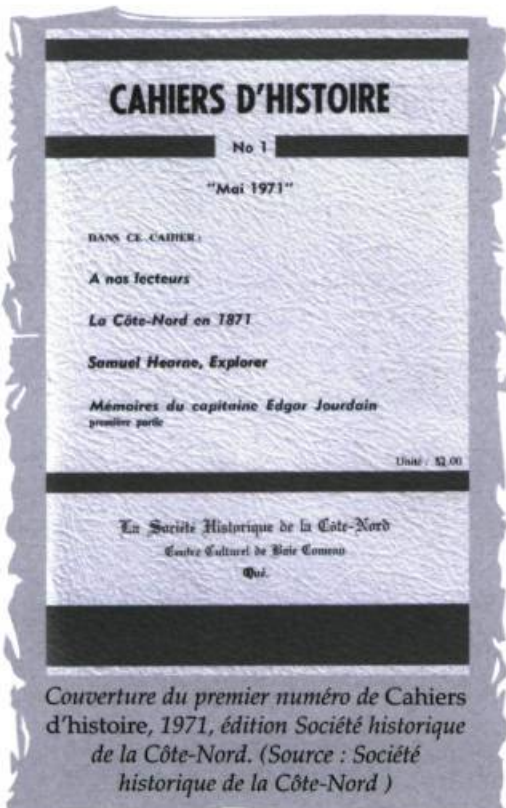 CAHIERS D'HISTOIRE
No 1
"Mai 1971"
DANS CE CAHIER :
A nos lecteurs
La Côte-Nord en 1871
Samuel Hearne, Explorer
Mémoires du capitaine Edgar Jourdain
première partie
Unité : $2.00
La Société Historique de la Côte-Nord
Centre Culturel de Baie Comeau
Qué.
Couverture du premier numéro de Cahiers
d'histoire, 1971, édition Société historique
de la Côte-Nord. (Source : Société
historique de la Côte-Nord )